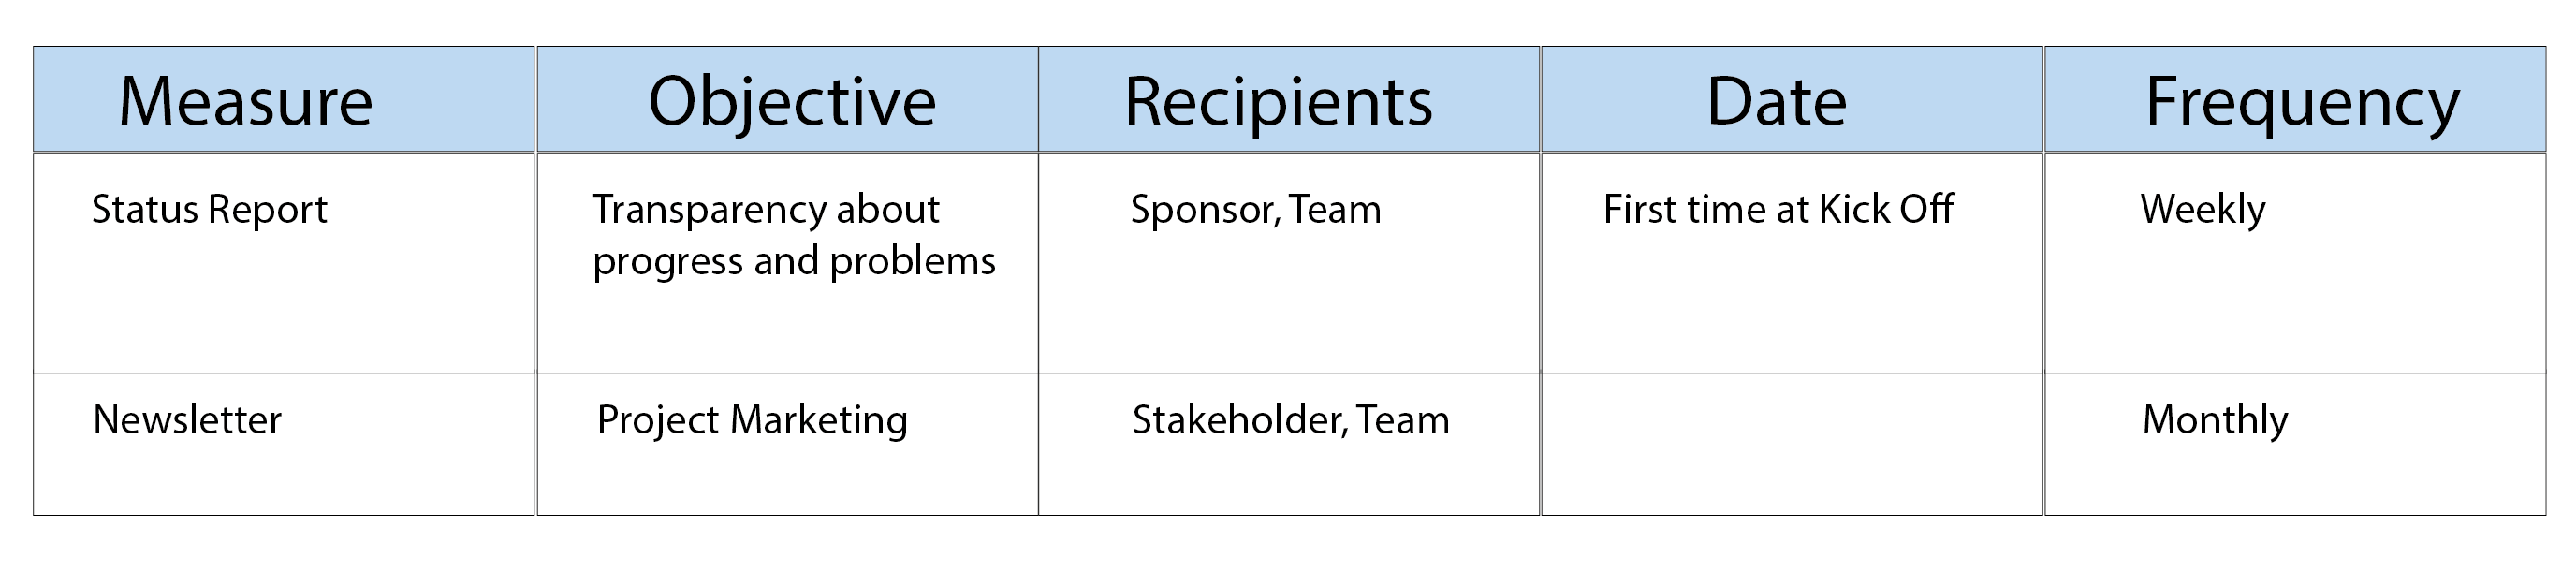 Measure Objective Recipients Date Frequency
Status Report Transparency about Sponsor, Team First time at Kick Off Weekly
progress and problems
Newsletter Project Marketing Stakeholder, Team Monthly